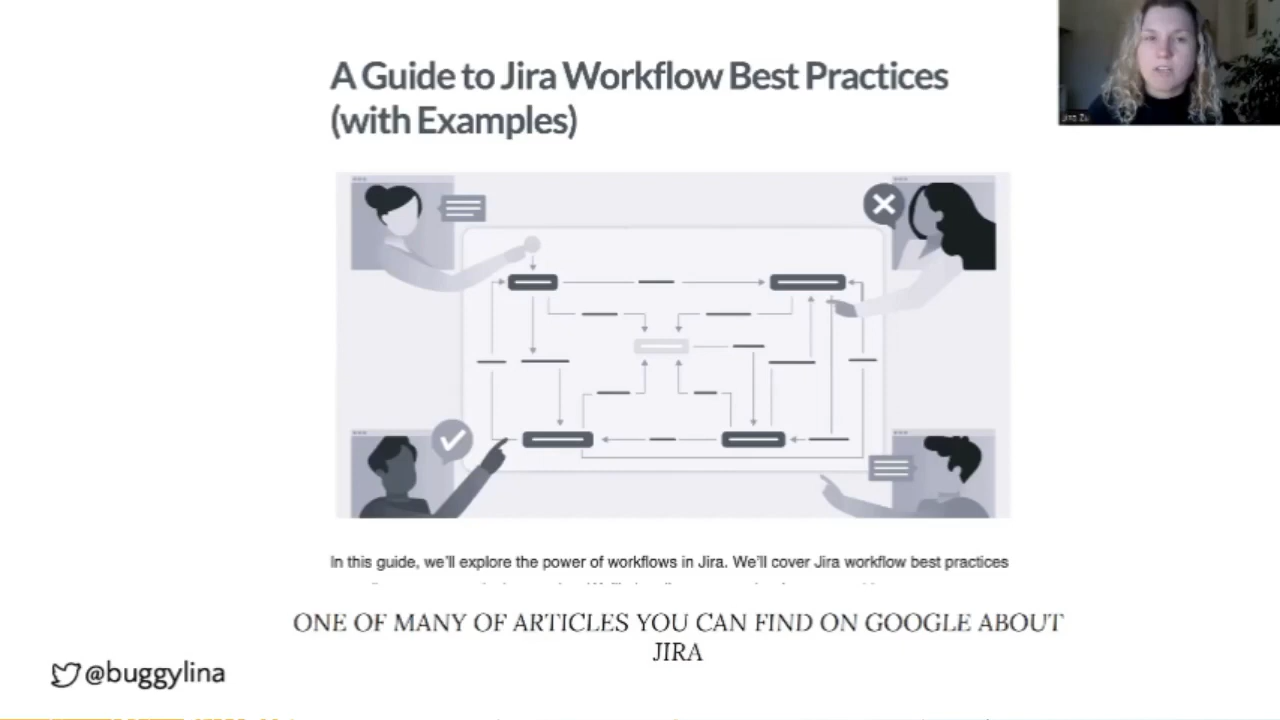 A Guide to Jira Workflow Best Practices
(with Examples)
In this guide, we'll explore the power of workflows in Jira. We'll cover Jira workflow best practices
ONE OF MANY OF ARTICLES YOU CAN FIND ON GOOGLE ABOUT
JIRA
@buggylina